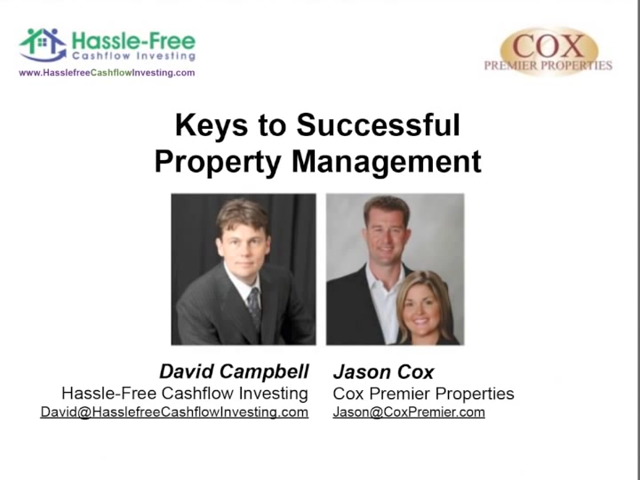 Hassle-Free
Cashflow Investing
www.HasslefreeCashflowInvesting.com
COX
PREMIER PROPERTIES
Keys to Successful
Property Management
David Campbell
Hassle-Free Cashflow Investing
David@HasslefreeCashflowInvesting.com
Jason Cox
Cox Premier Properties
Jason@CoxPremier.com